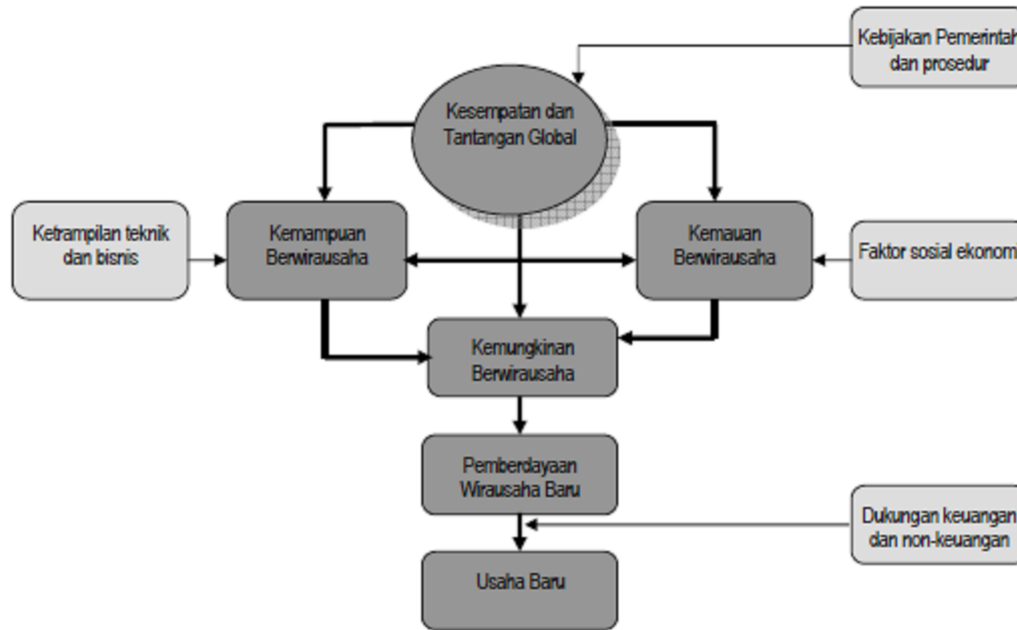 Kebijakan Pemerintah
dan prosedur
Kesempatan dan
Tantangan Global
Ketrampilan teknik
dan bisnis
Kemampuan
Berwirausaha
Kemauan
Berwirausaha
Faktor sosial ekonomi
Kemungkinan
Berwirausaha
Pemberdayaan
Wirausaha Baru
Dukungan keuangan
dan non-keuangan
Usaha Baru